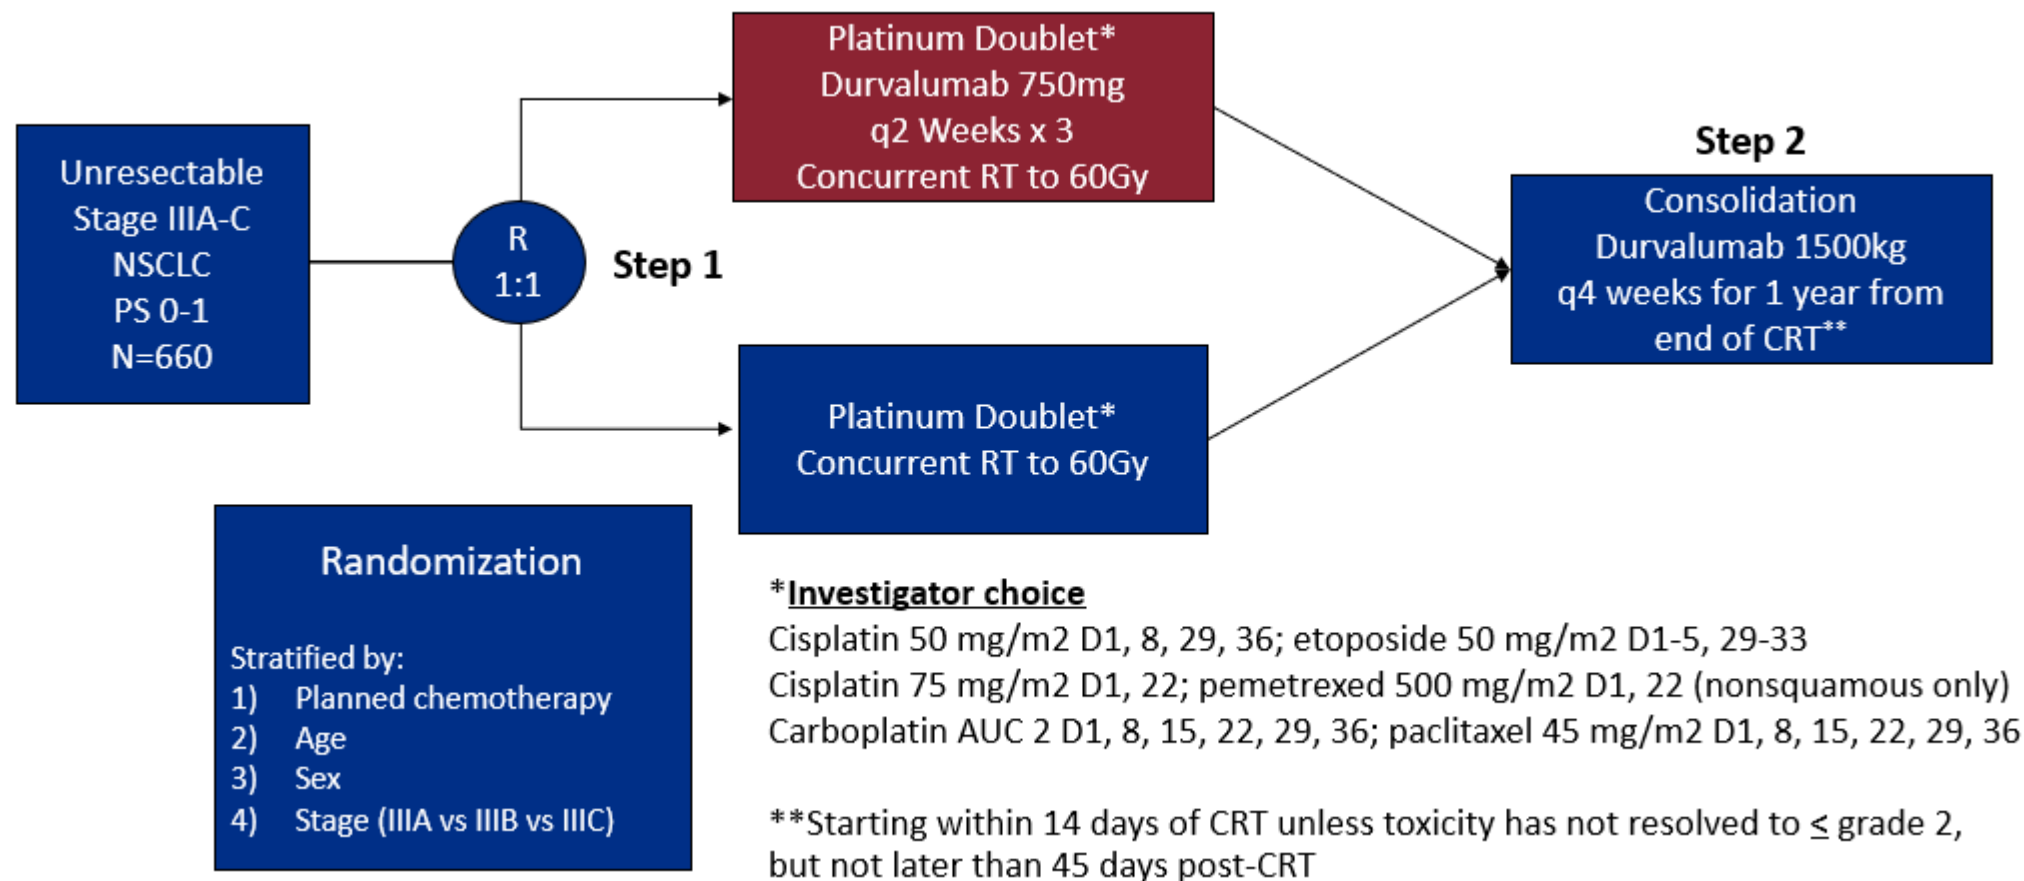 Unresectable
Stage IIIA-C
NSCLC
PS 0-1
N=660
R
1:1
Step 1
Platinum Doublet*
Durvalumab 750mg
q2 Weeks x 3
Concurrent RT to 60Gy
Platinum Doublet*
Concurrent RT to 60Gy
Step 2
Consolidation
Durvalumab 1500kg
q4 weeks for 1 year from
end of CRT**
Randomization
Stratified by:
1) Planned chemotherapy
2) Age
3) Sex
4) Stage (IIIA vs IIIB vs IIIC)
*Investigator choice
Cisplatin 50 mg/m2 D1, 8, 29, 36; etoposide 50 mg/m2 D1-5, 29-33
Cisplatin 75 mg/m2 D1, 22; pemetrexed 500 mg/m2 D1, 22 (nonsquamous only)
Carboplatin AUC 2 D1, 8, 15, 22, 29, 36; paclitaxel 45 mg/m2 D1, 8, 15, 22, 29, 36
**Starting within 14 days of CRT unless toxicity has not resolved to ≤ grade 2,
but not later than 45 days post-CRT